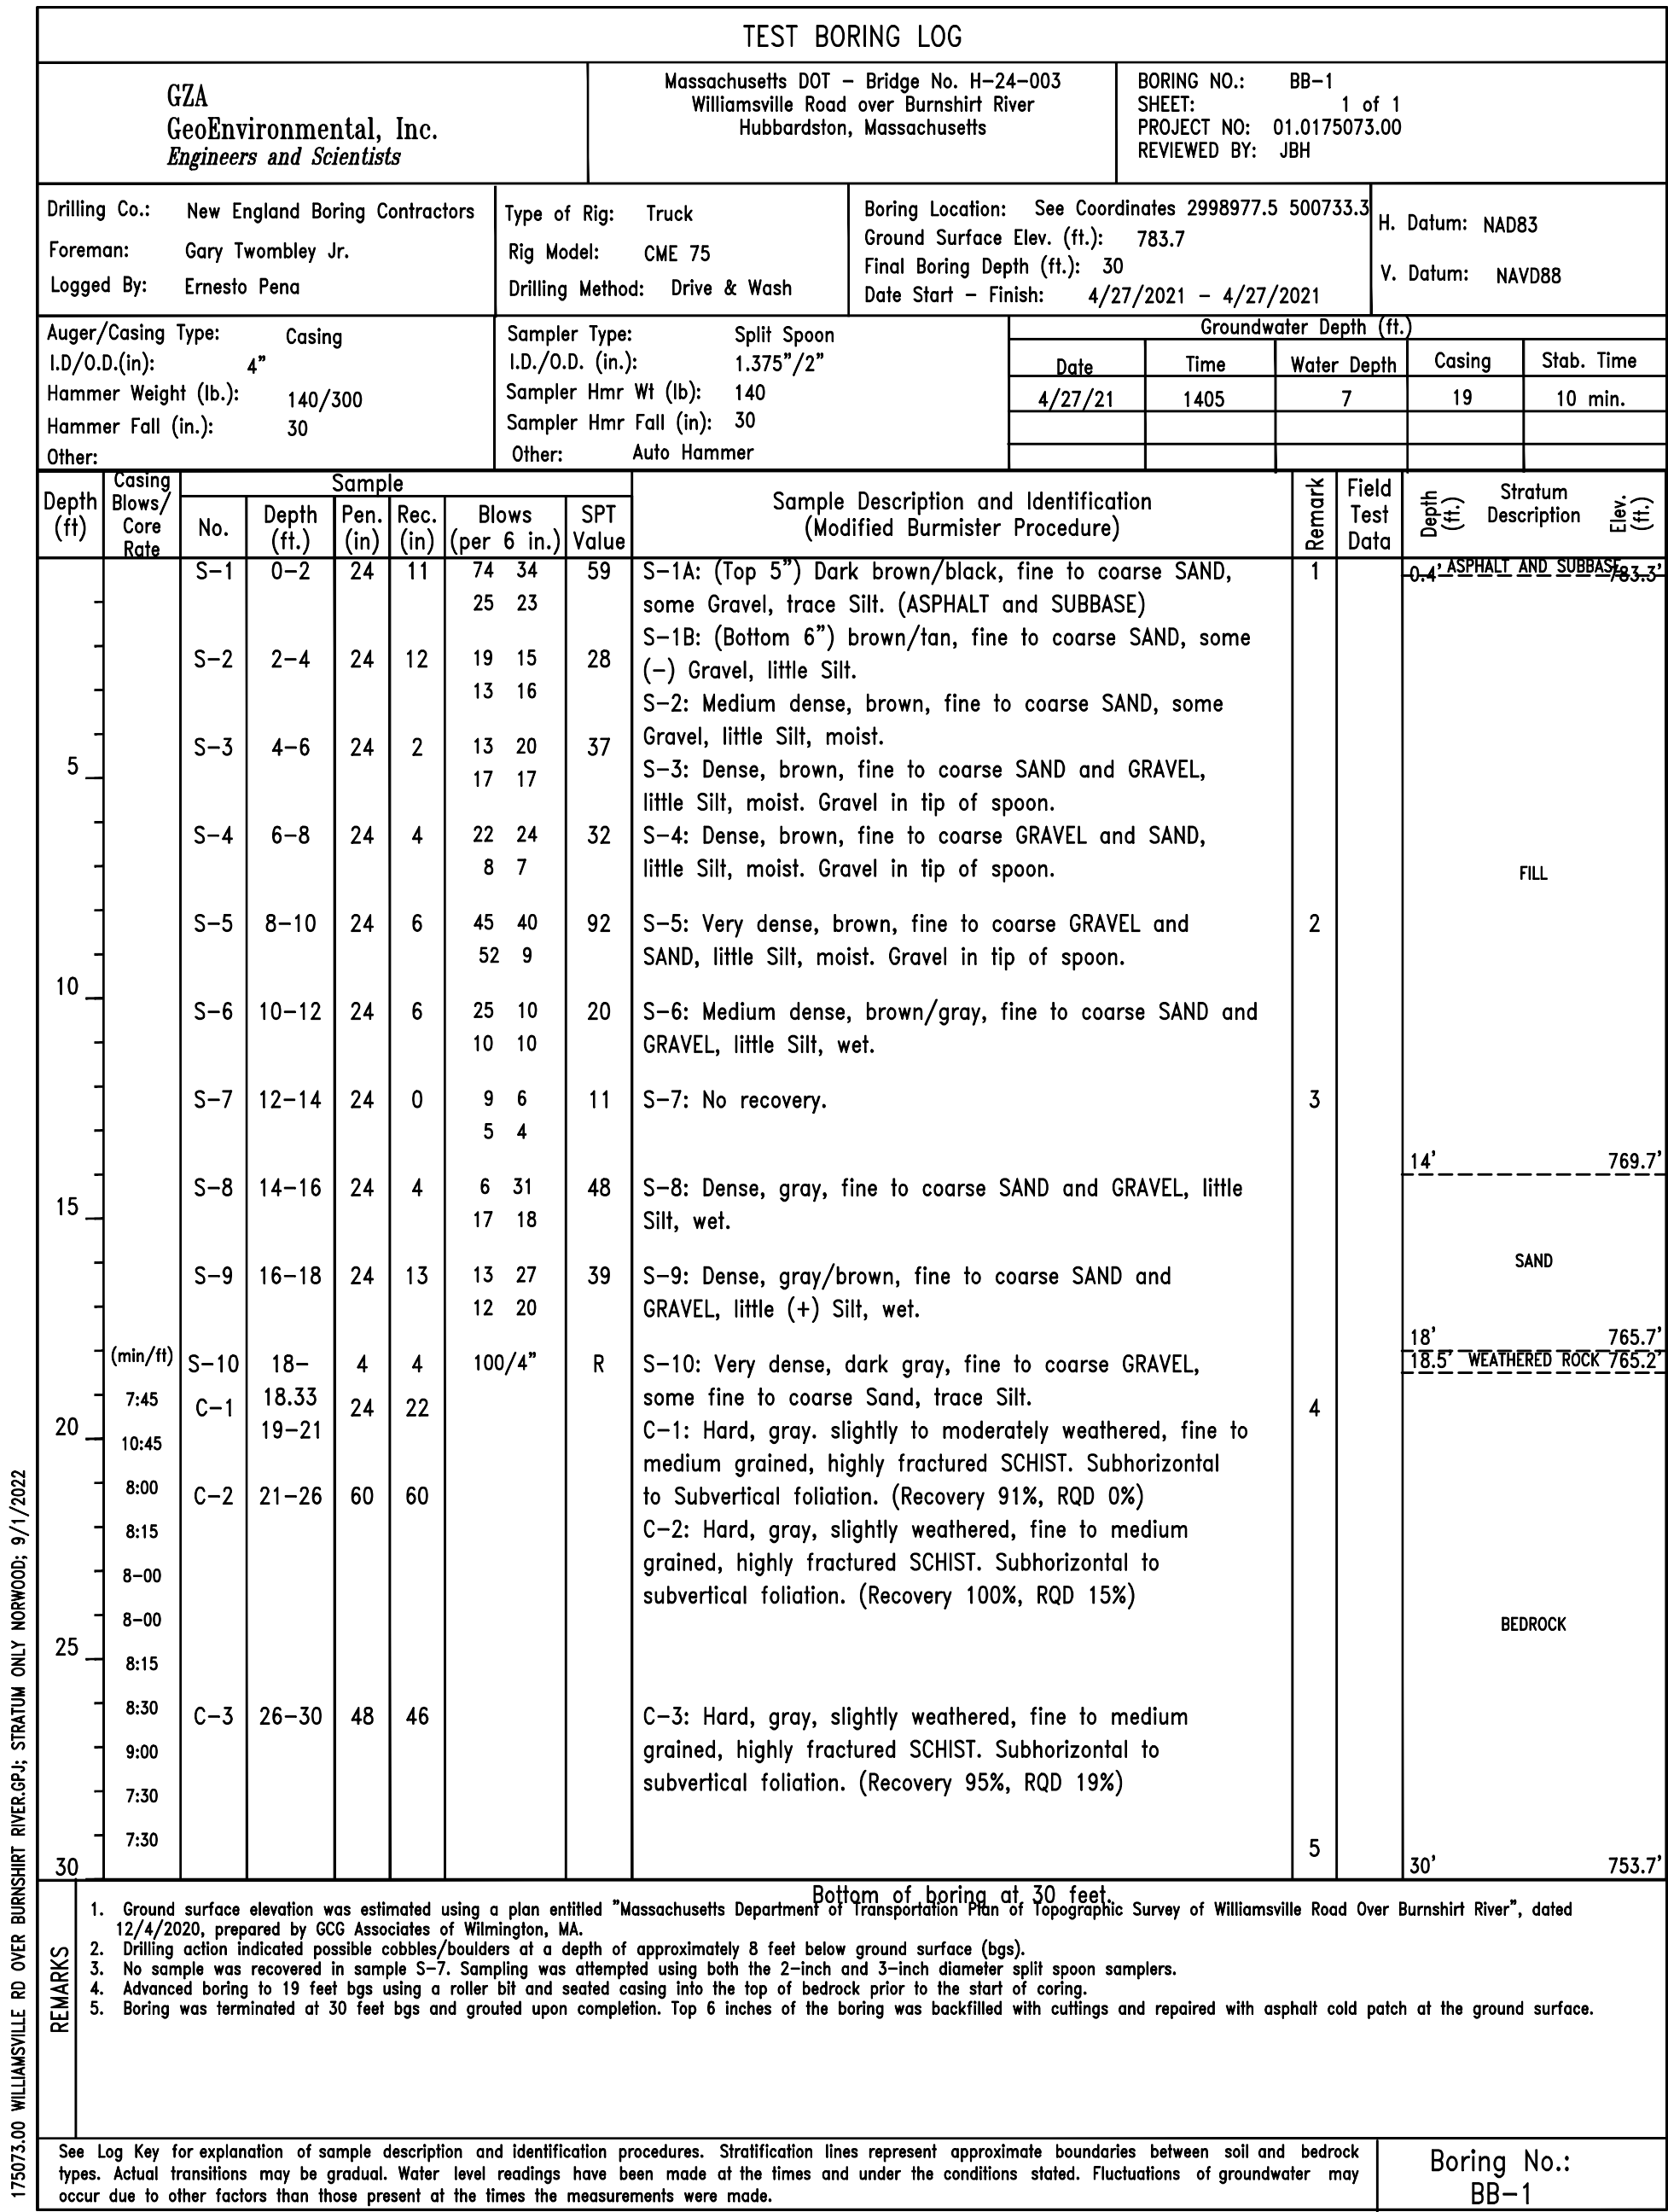 TEST BORING LOG
GZA
GeoEnvironmental, Inc.
Engineers and Scientists
Massachusetts DOT – Bridge No. H–24–003
Williamsville Road over Burnshirt River
Hubbardston, Massachusetts
BORING NO.: BB–1
SHEET: 1 of 1
PROJECT NO: 01.0175073.00
REVIEWED BY: JBH
Drilling Co.: New England Boring Contractors
Foreman: Gary Twombley Jr.
Logged By: Ernesto Pena
Type of Rig: Truck
Rig Model: CME 75
Drilling Method: Drive & Wash
Boring Location: See Coordinates 2998977.5 500733.3
Ground Surface Elev. (ft.): 783.7
Final Boring Depth (ft.): 30
Date Start – Finish: 4/27/2021 – 4/27/2021
H. Datum: NAD83
V. Datum: NAVD88
Auger/Casing Type: Casing
I.D/O.D.(in): 4”
Hammer Weight (lb.): 140/300
Hammer Fall (in.): 30
Other:
Sampler Type: Split Spoon
I.D./O.D. (in.): 1.375”/2”
Sampler Hmr Wt (lb): 140
Sampler Hmr Fall (in): 30
Other: Auto Hammer
Groundwater Depth (ft.)
Date Time Water Depth Casing Stab. Time
4/27/21 1405 7 19 10 min.
Depth (ft)
Casing Blows/ Core Rate
Sample
No. Depth (ft.) Pen. (in) Rec. (in) Blows (per 6 in.) SPT Value
Sample Description and Identification
(Modified Burmister Procedure)
Remark
Field Test Data
Depth (ft.) Stratum Description Elev. (ft.)
S–1 0–2 24 11 74 34 59 S–1A: (Top 5”) Dark brown/black, fine to coarse SAND, 1
0.4' ASPHALT AND SUBBASE 783.3'
25 23 some Gravel, trace Silt. (ASPHALT and SUBBASE)
S–1B: (Bottom 6”) brown/tan, fine to coarse SAND, some
S–2 2–4 24 12 19 15 28 (–) Gravel, little Silt.
13 16 S–2: Medium dense, brown, fine to coarse SAND, some
S–3 4–6 24 2 13 20 37 Gravel, little Silt, moist.
5 17 17 S–3: Dense, brown, fine to coarse SAND and GRAVEL,
little Silt, moist. Gravel in tip of spoon.
S–4 6–8 24 4 22 24 32 S–4: Dense, brown, fine to coarse GRAVEL and SAND,
8 7 little Silt, moist. Gravel in tip of spoon.
FILL
S–5 8–10 24 6 45 40 92 S–5: Very dense, brown, fine to coarse GRAVEL and 2
52 9 SAND, little Silt, moist. Gravel in tip of spoon.
10
S–6 10–12 24 6 25 10 20 S–6: Medium dense, brown/gray, fine to coarse SAND and
10 10 GRAVEL, little Silt, wet.
S–7 12–14 24 0 9 6 11 S–7: No recovery. 3
5 4
14' 769.7'
S–8 14–16 24 4 6 31 48 S–8: Dense, gray, fine to coarse SAND and GRAVEL, little
15 17 18 Silt, wet.
SAND
S–9 16–18 24 13 13 27 39 S–9: Dense, gray/brown, fine to coarse SAND and
12 20 GRAVEL, little (+) Silt, wet.
18' 765.7'
(min/ft) S–10 18– 4 4 100/4” R S–10: Very dense, dark gray, fine to coarse GRAVEL, 18.5' WEATHERED ROCK 765.2'
7:45 18.33 some fine to coarse Sand, trace Silt.
C–1 24 22 4
20 19–21 C–1: Hard, gray. slightly to moderately weathered, fine to
10:45 medium grained, highly fractured SCHIST. Subhorizontal
8:00 C–2 21–26 60 60 to Subvertical foliation. (Recovery 91%, RQD 0%)
8:15 C–2: Hard, gray, slightly weathered, fine to medium
8–00 grained, highly fractured SCHIST. Subhorizontal to
subvertical foliation. (Recovery 100%, RQD 15%)
8–00 BEDROCK
25
8:15
8:30 C–3 26–30 48 46 C–3: Hard, gray, slightly weathered, fine to medium
9:00 grained, highly fractured SCHIST. Subhorizontal to
7:30 subvertical foliation. (Recovery 95%, RQD 19%)
7:30 5
30 30' 753.7'
Bottom of boring at 30 feet.
REMARKS
1. Ground surface elevation was estimated using a plan entitled "Massachusetts Department of Transportation Plan of Topographic Survey of Williamsville Road Over Burnshirt River", dated
12/4/2020, prepared by GCG Associates of Wilmington, MA.
2. Drilling action indicated possible cobbles/boulders at a depth of approximately 8 feet below ground surface (bgs).
3. No sample was recovered in sample S–7. Sampling was attempted using both the 2–inch and 3–inch diameter split spoon samplers.
4. Advanced boring to 19 feet bgs using a roller bit and seated casing into the top of bedrock prior to the start of coring.
5. Boring was terminated at 30 feet bgs and grouted upon completion. Top 6 inches of the boring was backfilled with cuttings and repaired with asphalt cold patch at the ground surface.
See Log Key for explanation of sample description and identification procedures. Stratification lines represent approximate boundaries between soil and bedrock
types. Actual transitions may be gradual. Water level readings have been made at the times and under the conditions stated. Fluctuations of groundwater may
occur due to other factors than those present at the times the measurements were made.
Boring No.:
BB–1
175073.00 WILLIAMSVILLE RD OVER BURNSHIRT RIVER.GPJ; STRATUM ONLY NORWOOD; 9/1/2022